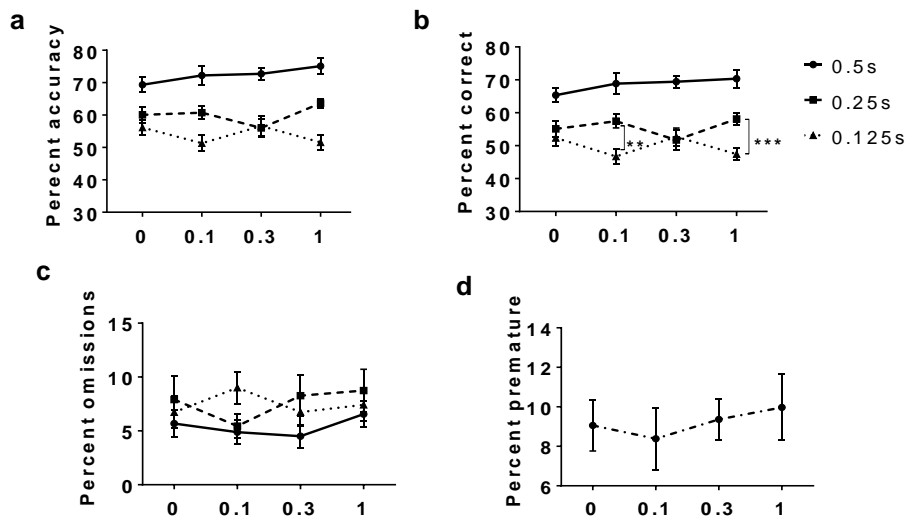 a
Perecnt accuracy
80
70
60
50
40
30
0 0.1 0.3 1
b
Percent correct
80
70
60
50
40
30
**
***
0 0.1 0.3 1
0.5s
0.25s
0.125s
c
Percent omissions
15
10
5
0
0 0.1 0.3 1
d
Percent premature
14
12
10
8
6
0 0.1 0.3 1